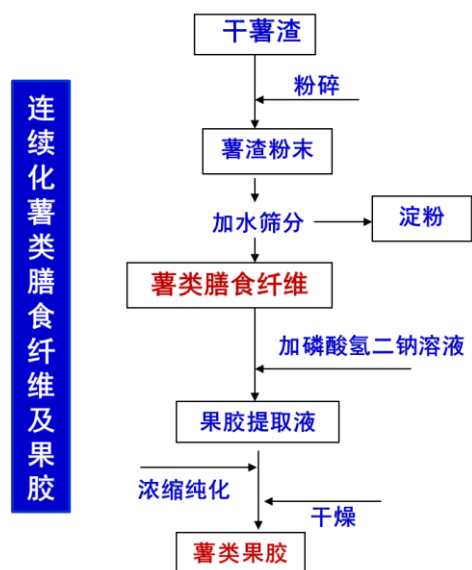 连续化薯类膳食纤维及果胶
干薯渣
粉碎
薯渣粉末
加水筛分
淀粉
薯类膳食纤维
加磷酸氢二钠溶液
果胶提取液
浓缩纯化
干燥
薯类果胶